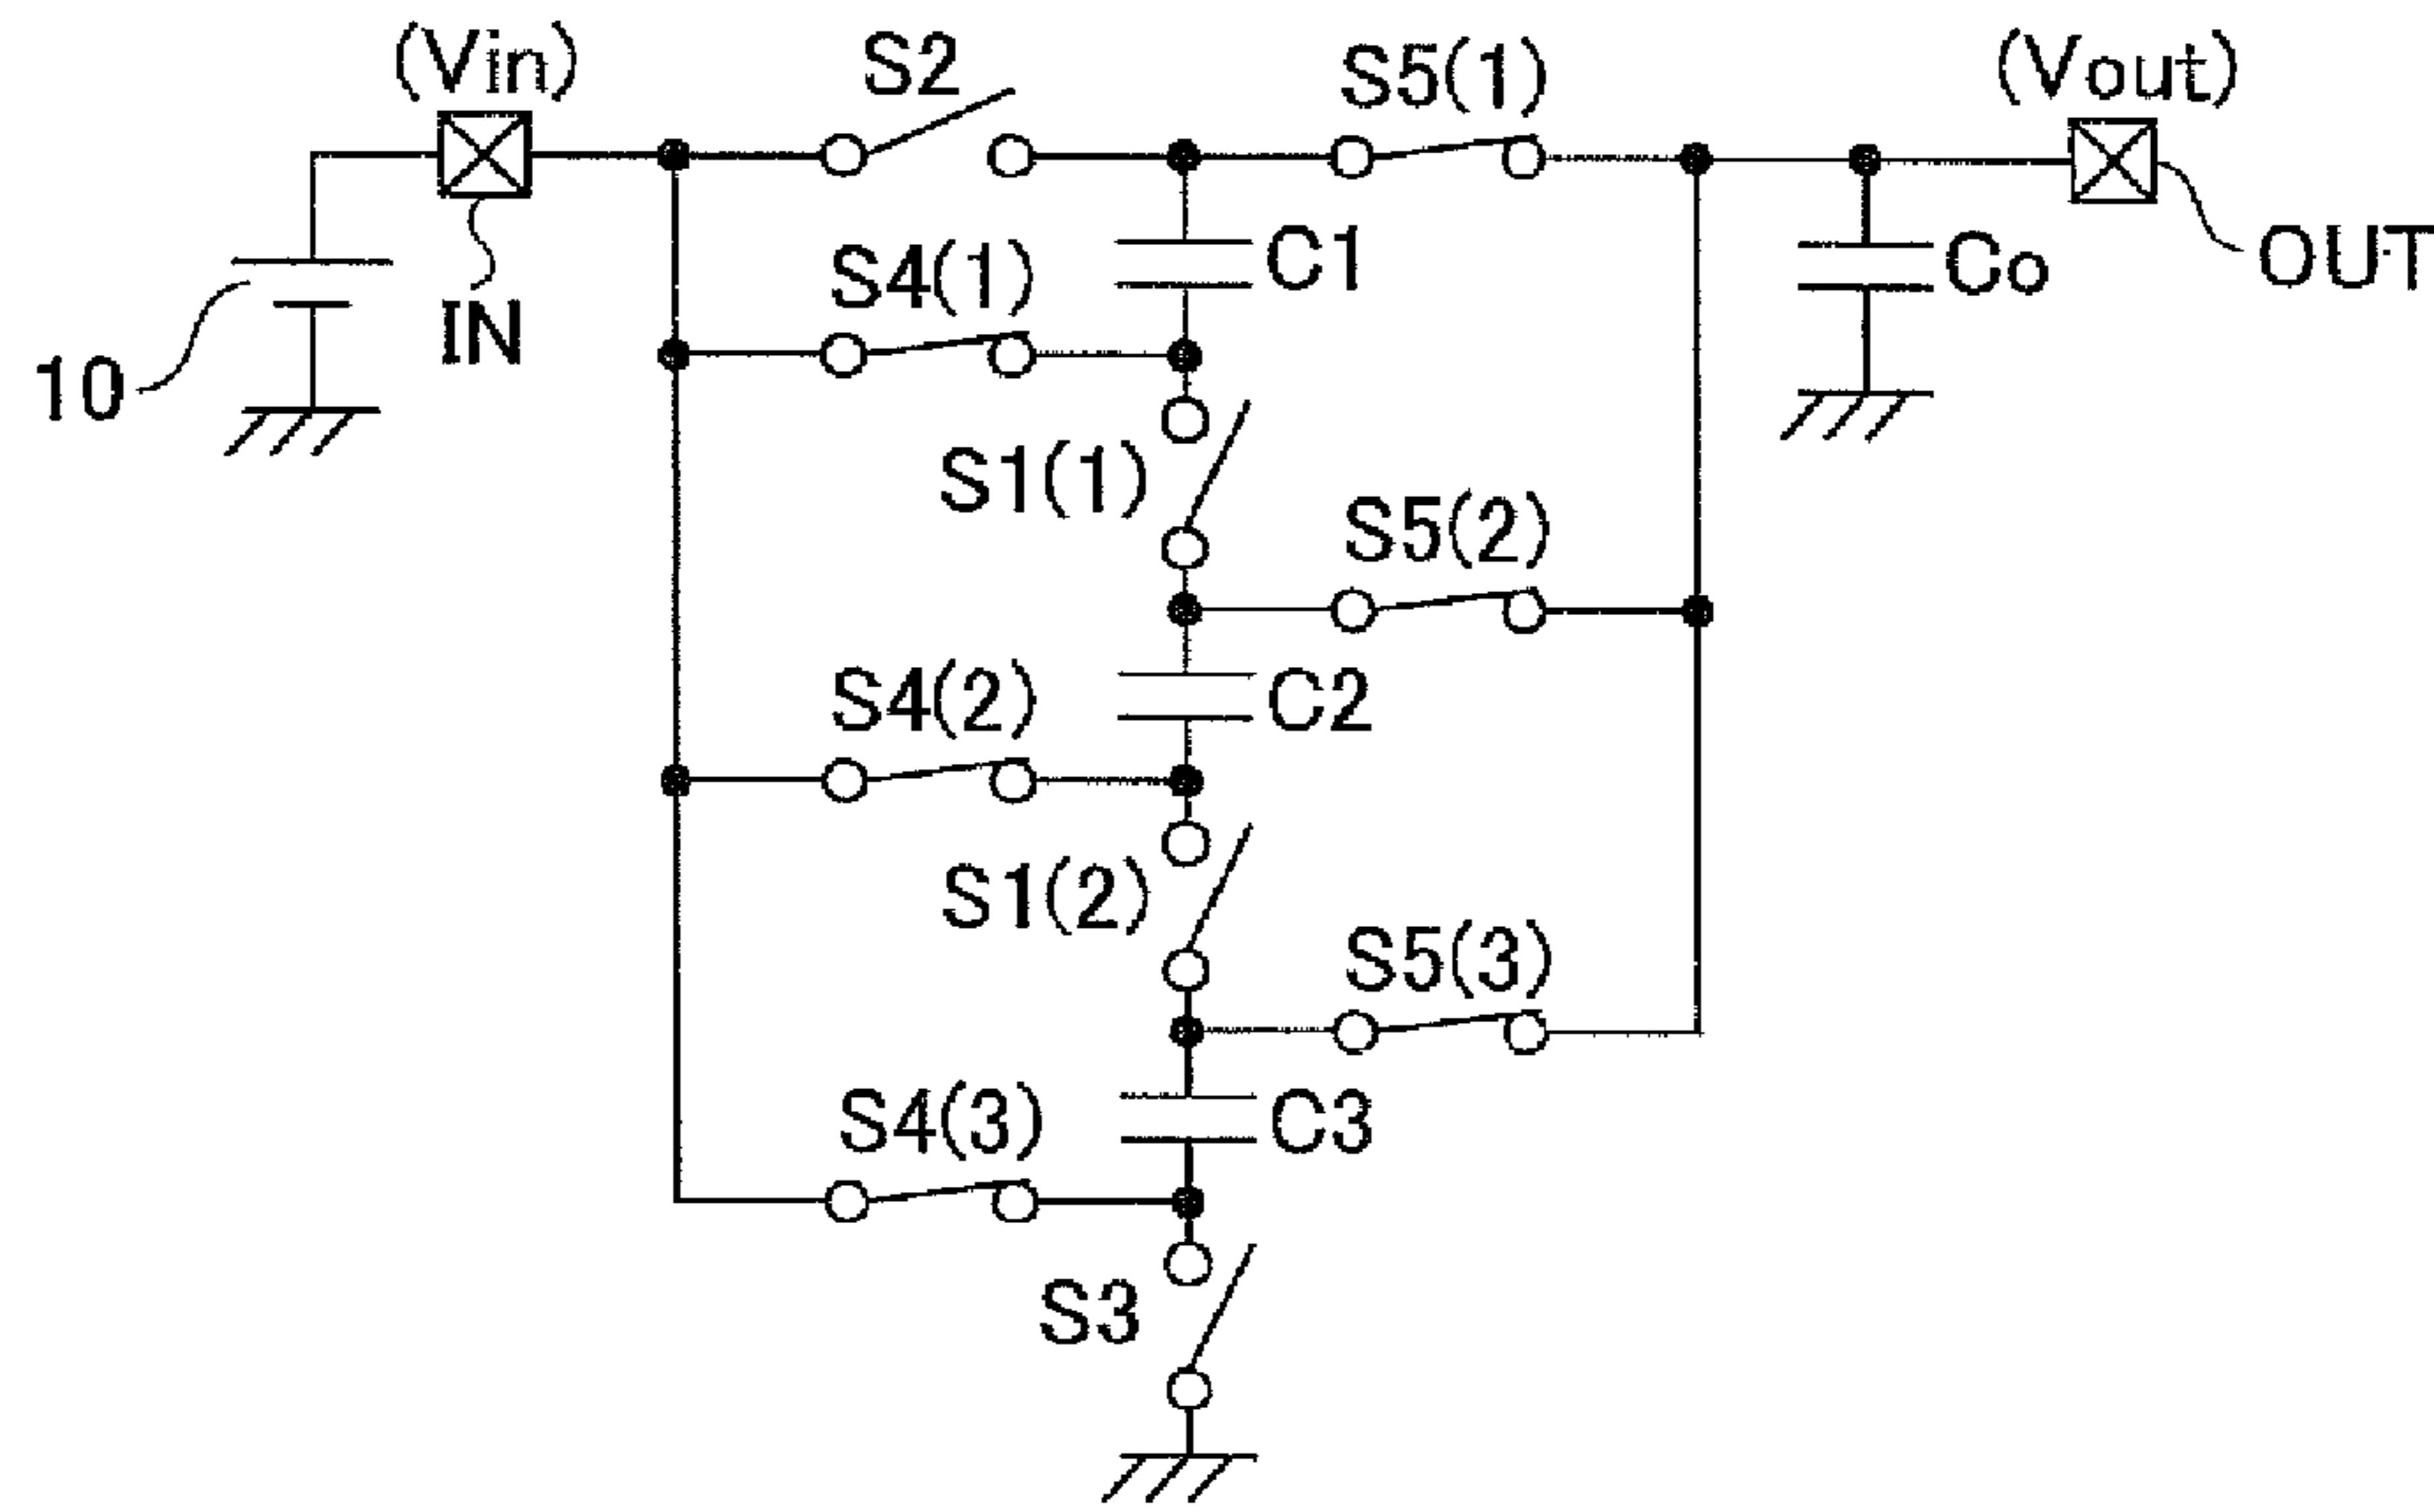 (Vin)
S2
S5(1)
(Vout)
S4(1)
C1
Co
OUT
IN
10
S1(1)
S5(2)
S4(2)
C2
S1(2)
S5(3)
S4(3)
C3
S3